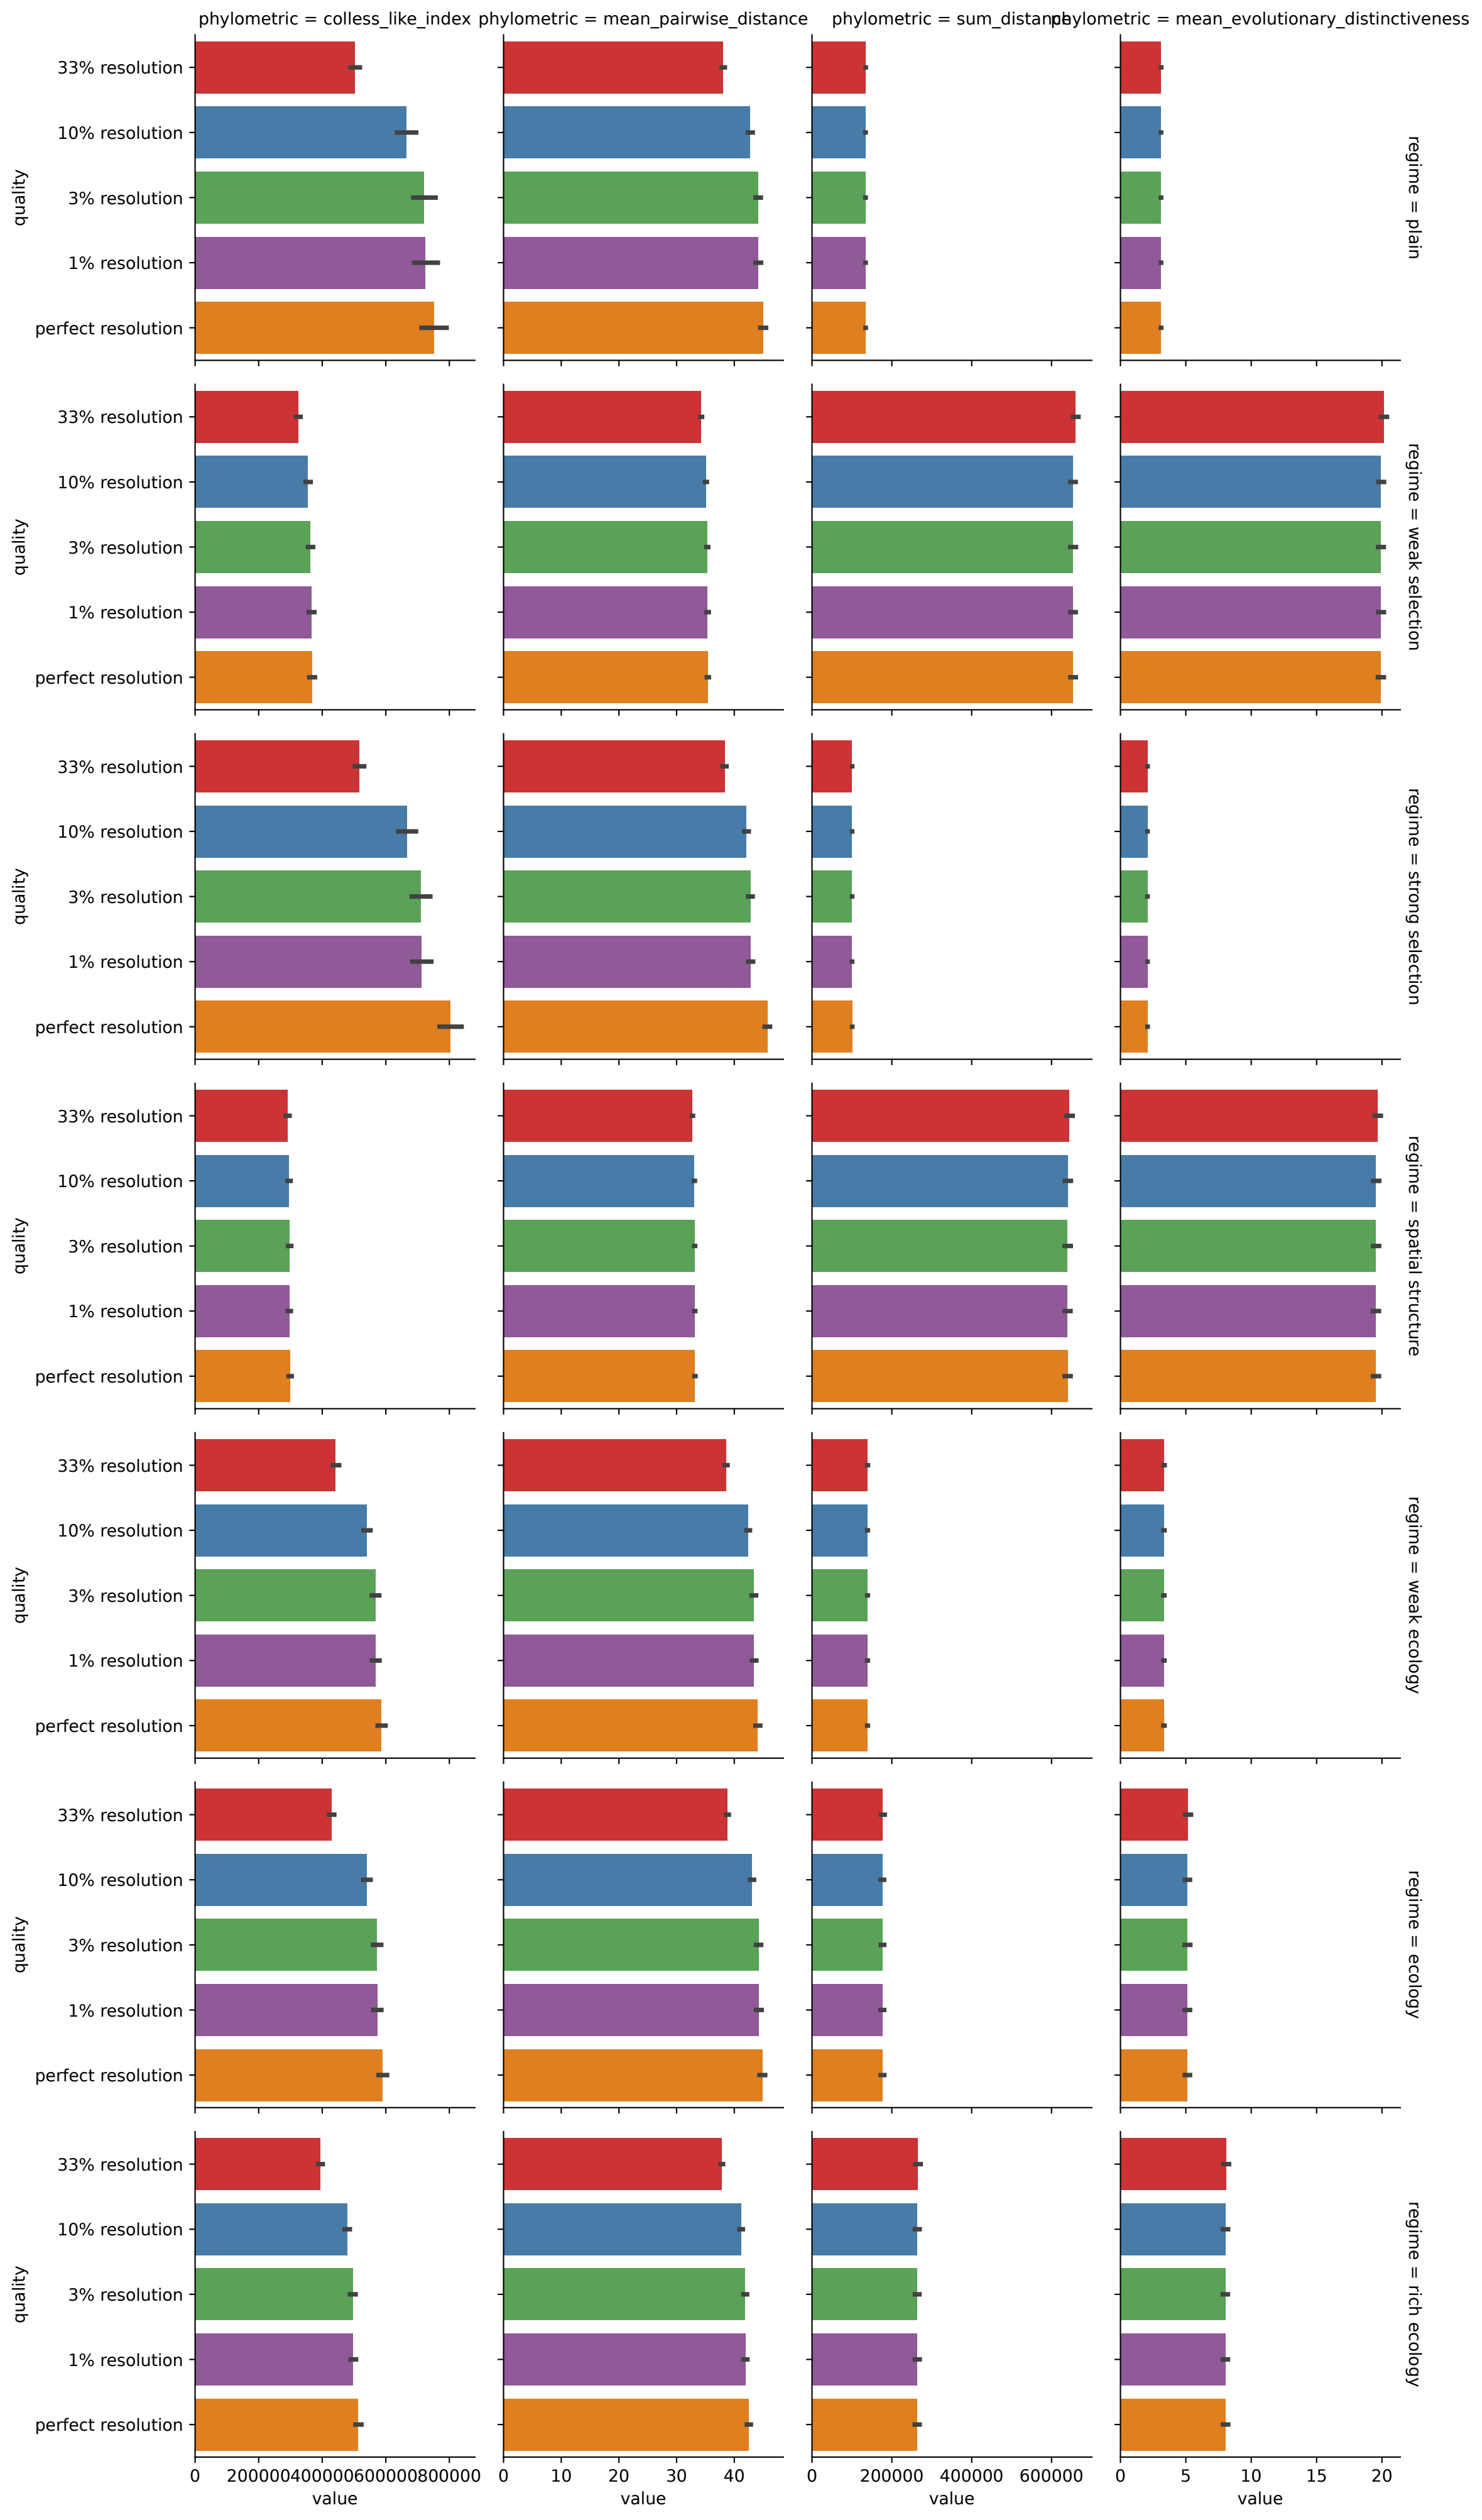 phylometric = colless_like_index
phylometric = mean_pairwise_distance
phylometric = sum_distance
phylometric = mean_evolutionary_distinctiveness
quality
33% resolution
10% resolution
3% resolution
1% resolution
perfect resolution
regime = plain
quality
33% resolution
10% resolution
3% resolution
1% resolution
perfect resolution
regime = weak selection
quality
33% resolution
10% resolution
3% resolution
1% resolution
perfect resolution
regime = strong selection
quality
33% resolution
10% resolution
3% resolution
1% resolution
perfect resolution
regime = spatial structure
quality
33% resolution
10% resolution
3% resolution
1% resolution
perfect resolution
regime = weak ecology
quality
33% resolution
10% resolution
3% resolution
1% resolution
perfect resolution
regime = ecology
quality
33% resolution
10% resolution
3% resolution
1% resolution
perfect resolution
regime = rich ecology
0 200000 400000 600000 800000
0 10 20 30 40
0 200000 400000 600000
0 5 10 15 20
value
value
value
value